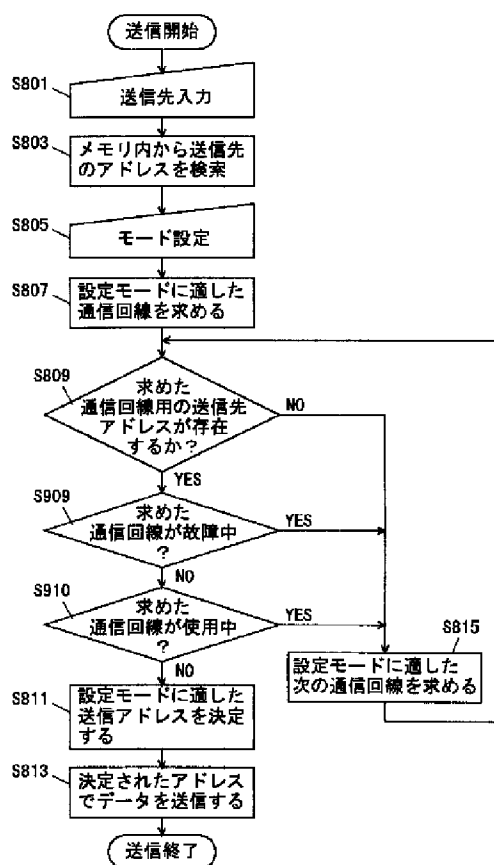 送信開始
S801
送信先入力
S803
メモリ内から送信先
のアドレスを検索
S805
モード設定
S807
設定モードに適した
通信回線を求める
S809
求めた
通信回線用の送信先
アドレスが存在
するか?
NO
YES
S909
求めた
通信回線が故障中
?
YES
NO
S910
求めた
通信回線が使用中
?
YES
NO
S815
設定モードに適した
次の通信回線を求める
S811
設定モードに適した
送信アドレスを決定
する
S813
決定されたアドレス
でデータを送信する
送信終了